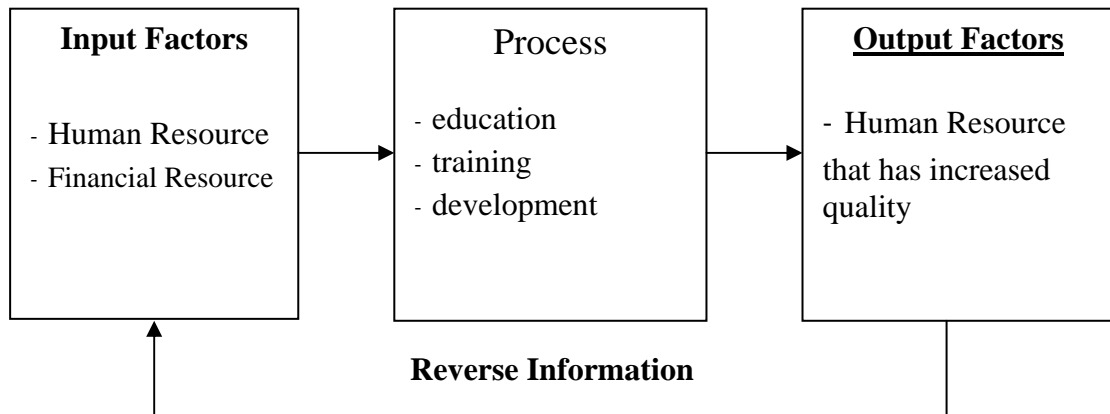 Input Factors
- Human Resource
- Financial Resource
Process
- education
- training
- development
Output Factors
- Human Resource
that has increased
quality
Reverse Information